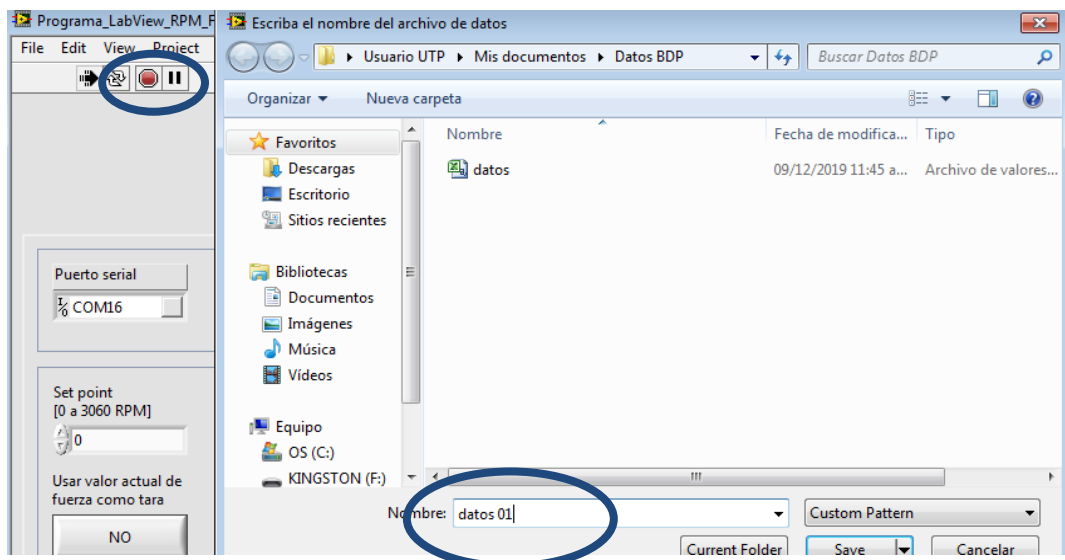 Programa_LabView_RPM_F
File Edit View Project
Puerto serial
COM16
Set point
[0 a 3060 RPM]
0
Usar valor actual de
fuerza como tara
NO
Escriba el nombre del archivo de datos
Usuario UTP Mis documentos Datos BDP
Buscar Datos BDP
Organizar Nueva carpeta
Favoritos
Descargas
Escritorio
Sitios recientes
Bibliotecas
Documentos
Imágenes
Música
Vídeos
Equipo
OS (C:)
KINGSTON (F:)
Nombre Fecha de modifica... Tipo
datos 09/12/2019 11:45 a... Archivo de valores...
Nombre: datos 01 Custom Pattern
Current Folder Save Cancelar